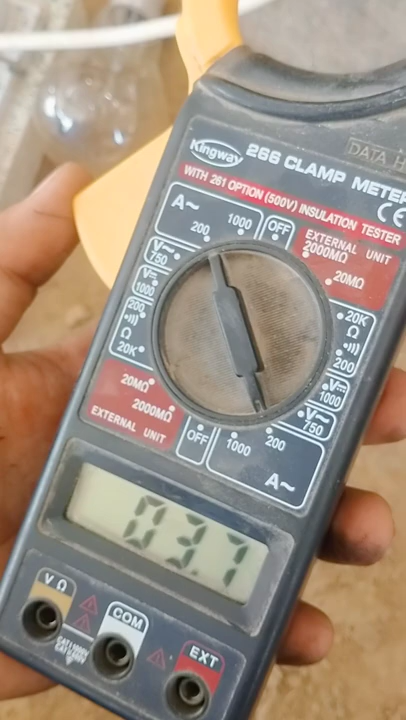 DATA H
Kingway 266 CLAMP METER
WITH 261 OPTION (500V) INSULATION TESTER
CE
A~ 200 1000 OFF
EXTERNAL UNIT
2000MΩ
20MΩ
V~ 750
V⎓ 1000
200
•)))
Ω
20K
20K
Ω
•)))
200
V⎓ 1000
V~ 750
20MΩ
2000MΩ
EXTERNAL UNIT
OFF 1000 200
A~
03.7
V Ω
COM
EXT